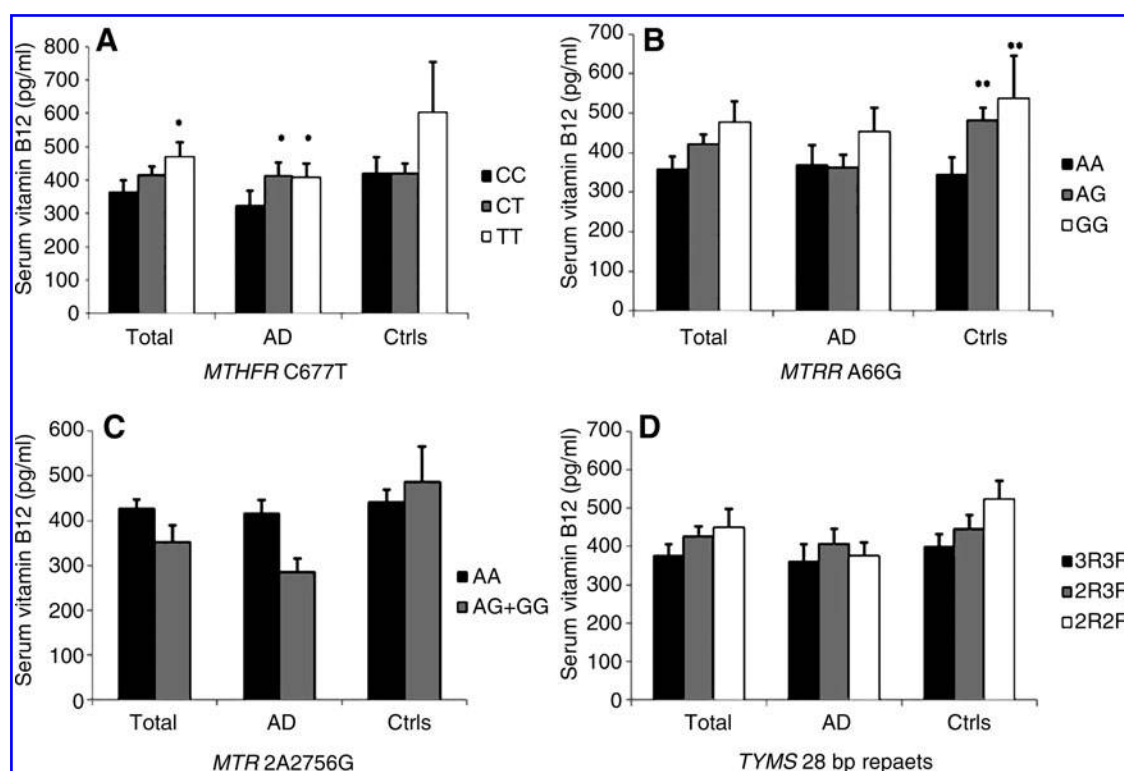 A
Serum vitamin B12 (pg/ml)
800
700
600
500
400
300
200
100
0
*
*
*
CC
CT
TT
Total
AD
Ctrls
MTHFR C677T
B
Serum vitamin B12 (pg/ml)
700
600
500
400
300
200
100
0
**
**
AA
AG
GG
Total
AD
Ctrls
MTRR A66G
C
Serum vitamin B12 (pg/ml)
600
500
400
300
200
100
0
AA
AG+GG
Total
AD
Ctrls
MTR 2A2756G
D
Serum vitamin B12 (pg/ml)
700
600
500
400
300
200
100
0
3R3R
2R3R
2R2R
Total
AD
Ctrls
TYMS 28 bp repaets